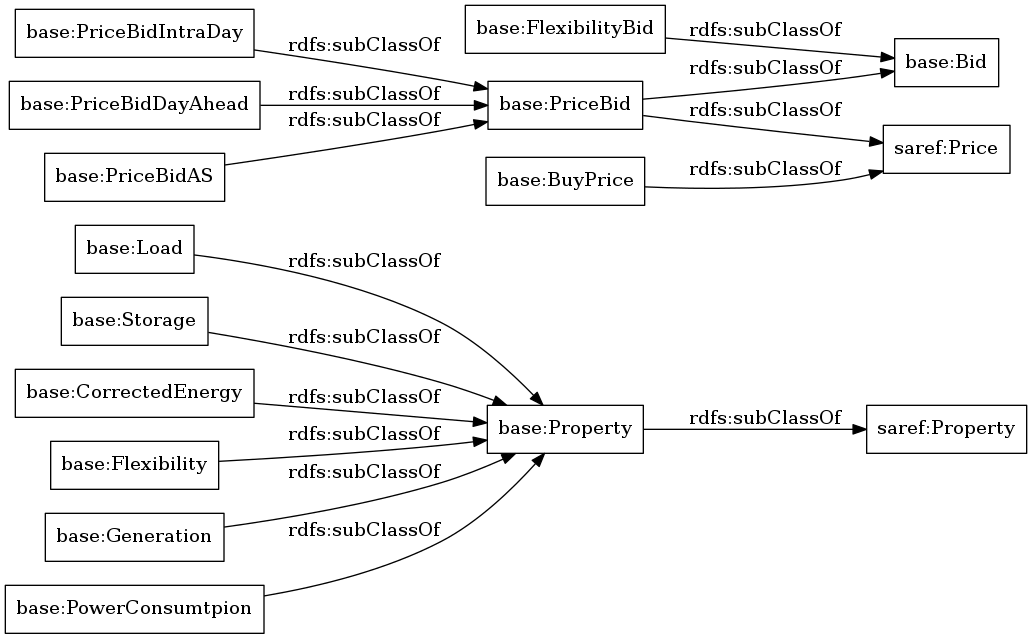 base:PriceBidIntraDay
rdfs:subClassOf
base:FlexibilityBid
rdfs:subClassOf
base:Bid
base:PriceBidDayAhead
rdfs:subClassOf
base:PriceBid
rdfs:subClassOf
rdfs:subClassOf
saref:Price
base:PriceBidAS
rdfs:subClassOf
base:BuyPrice
rdfs:subClassOf
base:Load
rdfs:subClassOf
base:Storage
rdfs:subClassOf
base:CorrectedEnergy
rdfs:subClassOf
base:Property
rdfs:subClassOf
saref:Property
base:Flexibility
rdfs:subClassOf
base:Generation
rdfs:subClassOf
base:PowerConsumtpion
rdfs:subClassOf